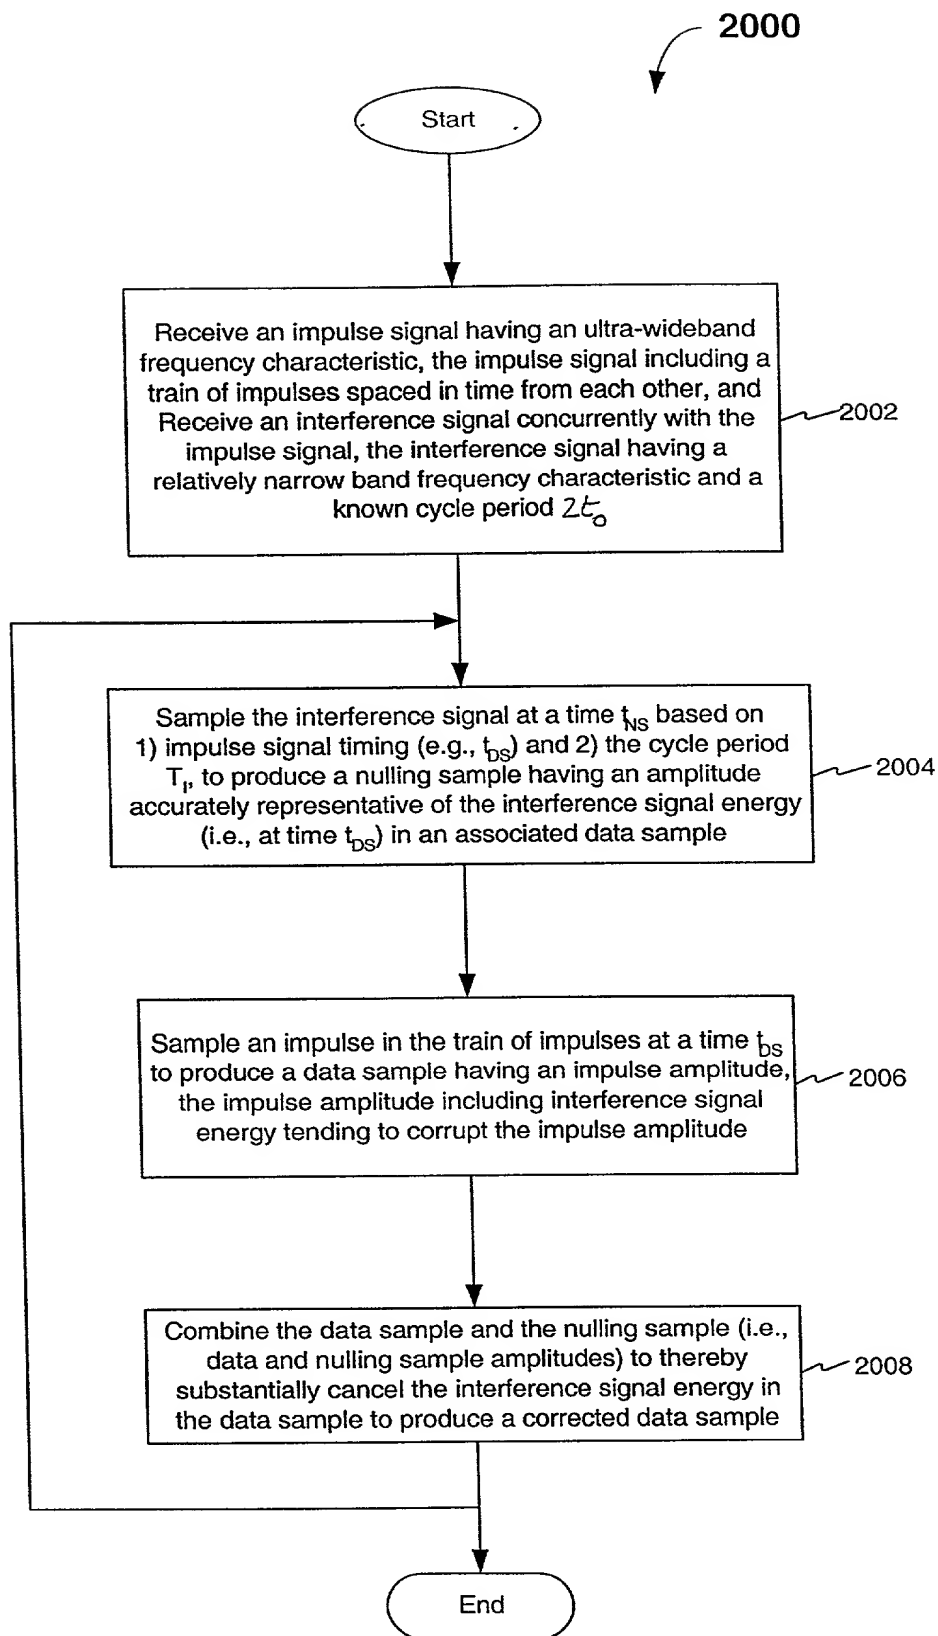 2000
Start
Receive an impulse signal having an ultra-wideband
frequency characteristic, the impulse signal including a
train of impulses spaced in time from each other, and
Receive an interference signal concurrently with the
impulse signal, the interference signal having a
relatively narrow band frequency characteristic and a
known cycle period 2t₀
2002
Sample the interference signal at a time t_NS based on
1) impulse signal timing (e.g., t_DS) and 2) the cycle period
T_I, to produce a nulling sample having an amplitude
accurately representative of the interference signal energy
(i.e., at time t_DS) in an associated data sample
2004
Sample an impulse in the train of impulses at a time t_DS
to produce a data sample having an impulse amplitude,
the impulse amplitude including interference signal
energy tending to corrupt the impulse amplitude
2006
Combine the data sample and the nulling sample (i.e.,
data and nulling sample amplitudes) to thereby
substantially cancel the interference signal energy in
the data sample to produce a corrected data sample
2008
End